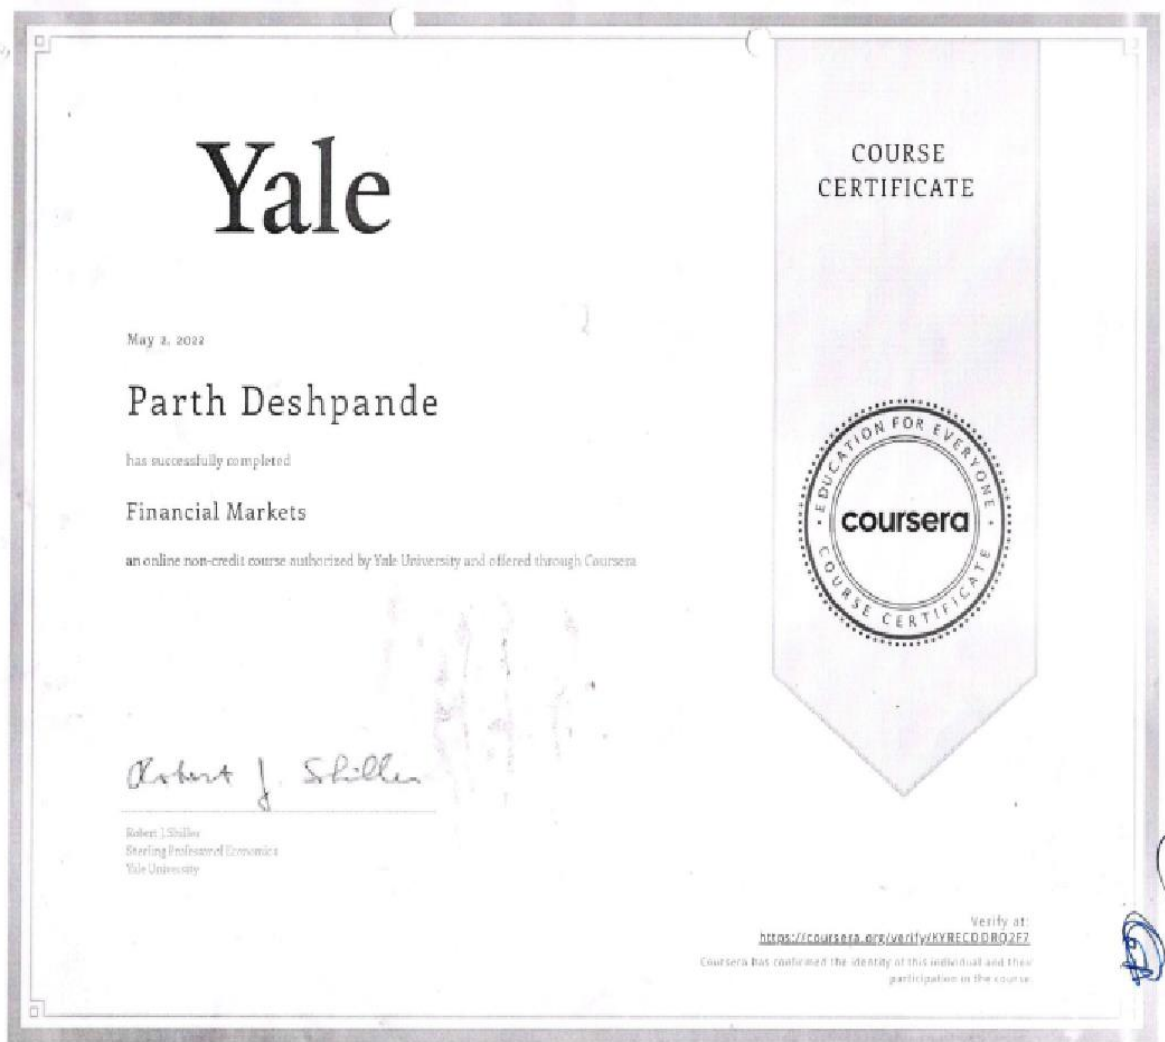 Yale
May 2, 2022
Parth Deshpande
has successfully completed
Financial Markets
an online non-credit course authorized by Yale University and offered through Coursera
Robert J. Shiller
Robert J. Shiller
Sterling Professor of Economics
Yale University
COURSE
CERTIFICATE
EDUCATION FOR EVERYONE
coursera
COURSE CERTIFICATE
Verify at:
https://coursera.org/verify/
Coursera has confirmed the identity of this individual and their
participation in the course